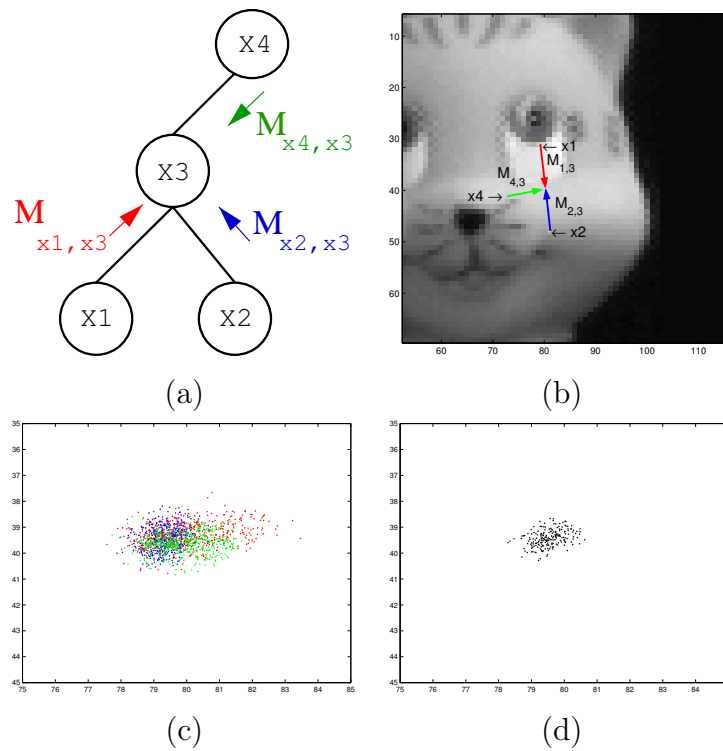 X4
M x4,x3
X3
M x1,x3
M x2,x3
X1
X2
(a)
10
20
30
40
50
60
60 70 80 90 100 110
← x1
M1,3
M4,3
x4 →
M2,3
← x2
(b)
35
36
37
38
39
40
41
42
43
44
45
75 76 77 78 79 80 81 82 83 84 85
(c)
35
36
37
38
39
40
41
42
43
44
45
75 76 77 78 79 80 81 82 83 84
(d)